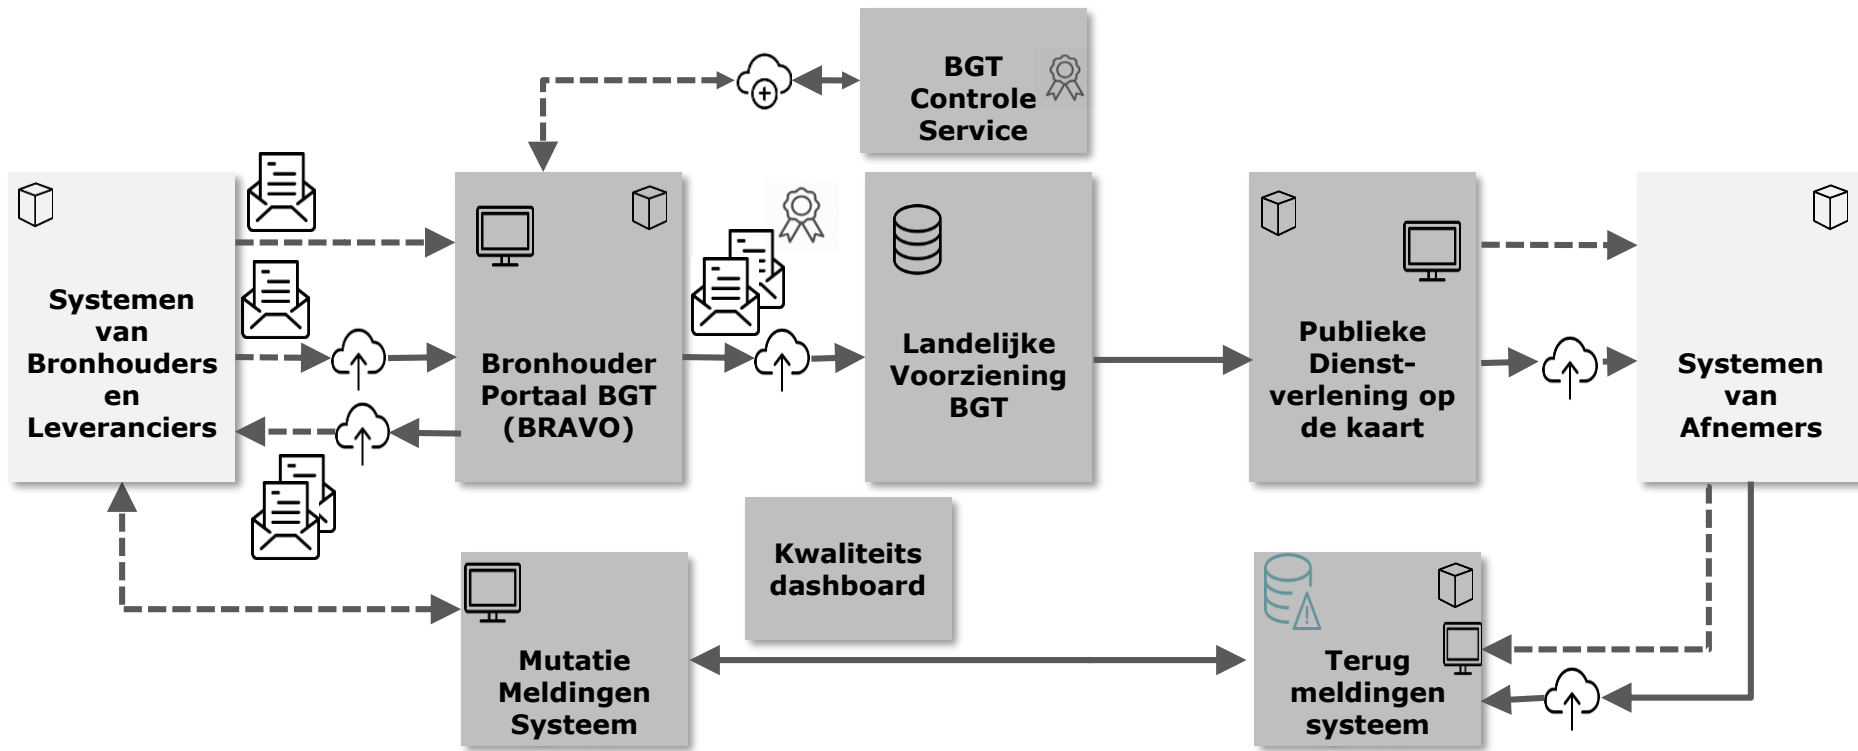 BGT
Controle
Service
Systemen
van
Bronhouders
en
Leveranciers
Bronhouder
Portaal BGT
(BRAVO)
Landelijke
Voorziening
BGT
Publieke
Dienst-
verlening op
de kaart
Systemen
van
Afnemers
Kwaliteits
dashboard
Mutatie
Meldingen
Systeem
Terug
meldingen
systeem